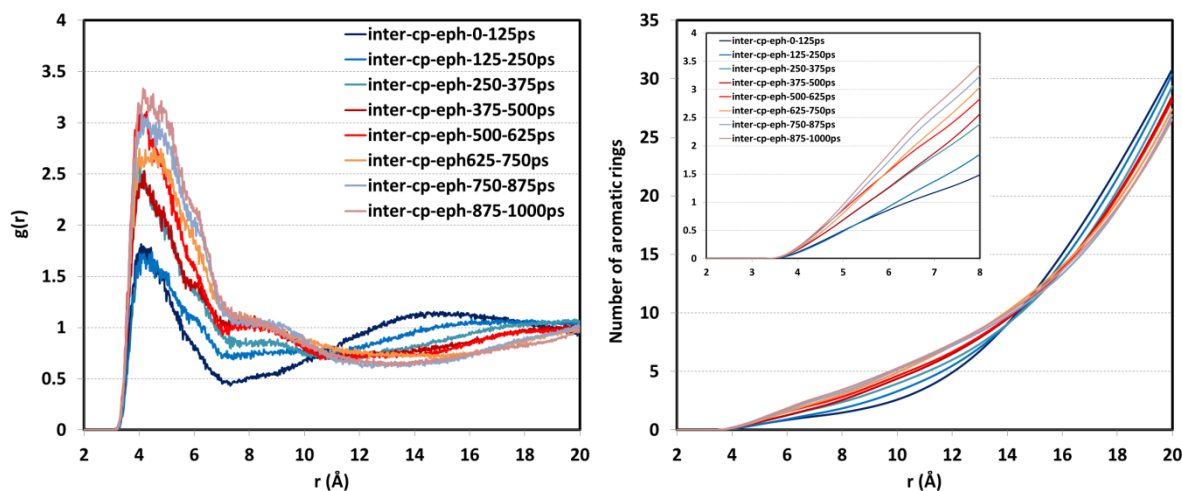 4
3.5
3
2.5
2
1.5
1
0.5
0
g(r)
inter-cp-eph-0-125ps
inter-cp-eph-125-250ps
inter-cp-eph-250-375ps
inter-cp-eph-375-500ps
inter-cp-eph-500-625ps
inter-cp-eph625-750ps
inter-cp-eph-750-875ps
inter-cp-eph-875-1000ps
2 4 6 8 10 12 14 16 18 20
r (Å)
35
30
25
20
15
10
5
0
Number of aromatic rings
4
3.5
3
2.5
2
1.5
1
0.5
0
inter-cp-eph-0-125ps
inter-cp-eph-125-250ps
inter-cp-eph-250-375ps
inter-cp-eph-375-500ps
inter-cp-eph-500-625ps
inter-cp-eph-625-750ps
inter-cp-eph-750-875ps
inter-cp-eph-875-1000ps
2 3 4 5 6 7 8
2 4 6 8 10 12 14 16 18 20
r (Å)